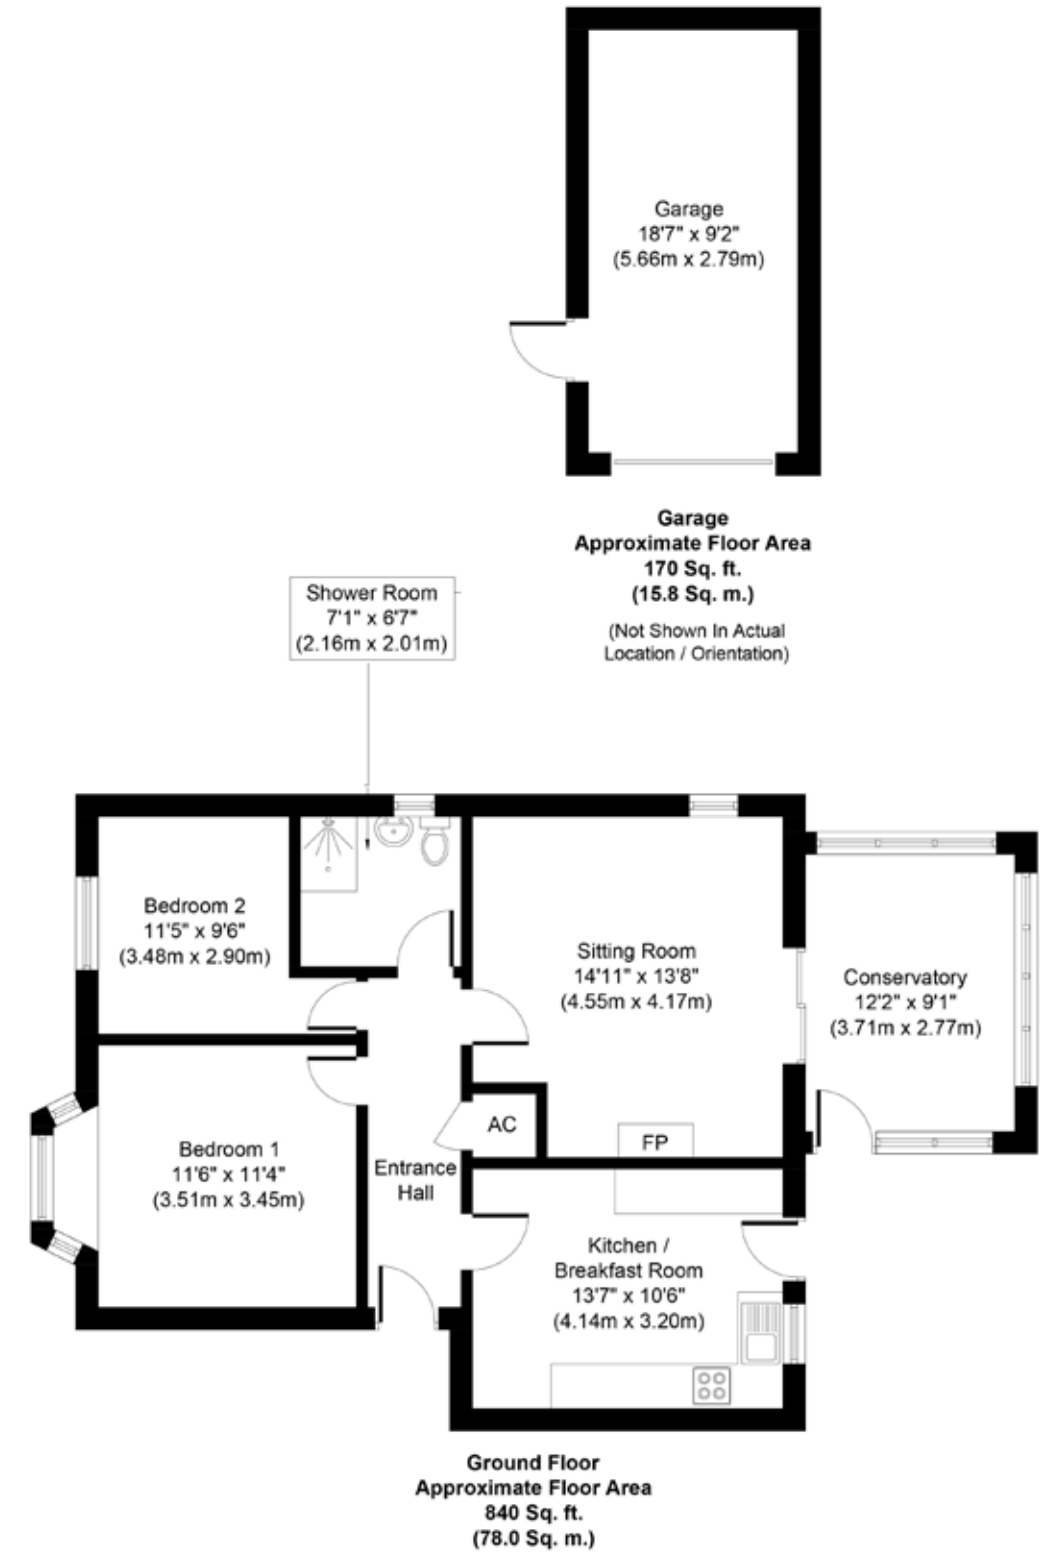 Garage
18'7" x 9'2"
(5.66m x 2.79m)
Garage
Approximate Floor Area
170 Sq. ft.
(15.8 Sq. m.)
(Not Shown In Actual
Location / Orientation)
Shower Room
7'1" x 6'7"
(2.16m x 2.01m)
Bedroom 2
11'5" x 9'6"
(3.48m x 2.90m)
Sitting Room
14'11" x 13'8"
(4.55m x 4.17m)
Conservatory
12'2" x 9'1"
(3.71m x 2.77m)
AC
FP
Bedroom 1
11'6" x 11'4"
(3.51m x 3.45m)
Entrance
Hall
Kitchen /
Breakfast Room
13'7" x 10'6"
(4.14m x 3.20m)
Ground Floor
Approximate Floor Area
840 Sq. ft.
(78.0 Sq. m.)